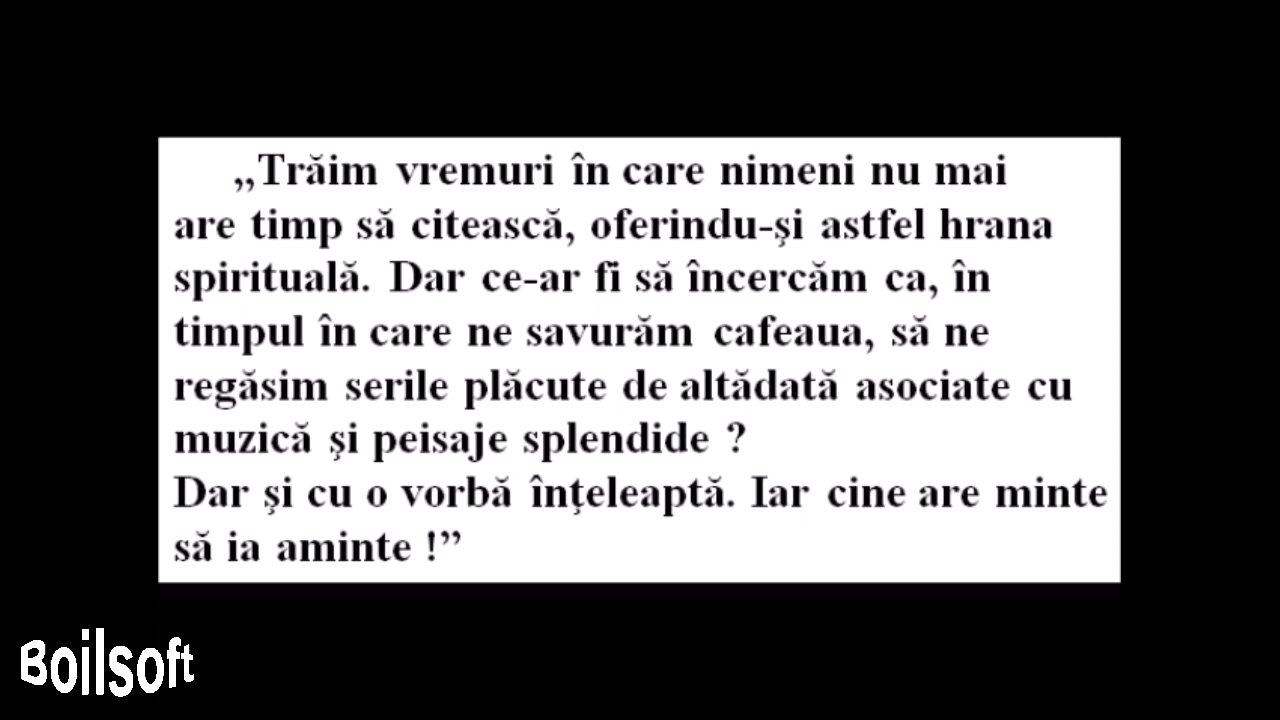 „Trăim vremuri în care nimeni nu mai
are timp să citească, oferindu-şi astfel hrana
spirituală. Dar ce-ar fi să încercăm ca, în
timpul în care ne savurăm cafeaua, să ne
regăsim serile plăcute de altădată asociate cu
muzică şi peisaje splendide ?
Dar şi cu o vorbă înţeleaptă. Iar cine are minte
să ia aminte !”
Boilsoft